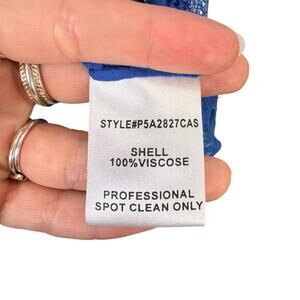 STYLE#P5A2827CAS
SHELL
100%VISCOSE
PROFESSIONAL
SPOT CLEAN ONLY